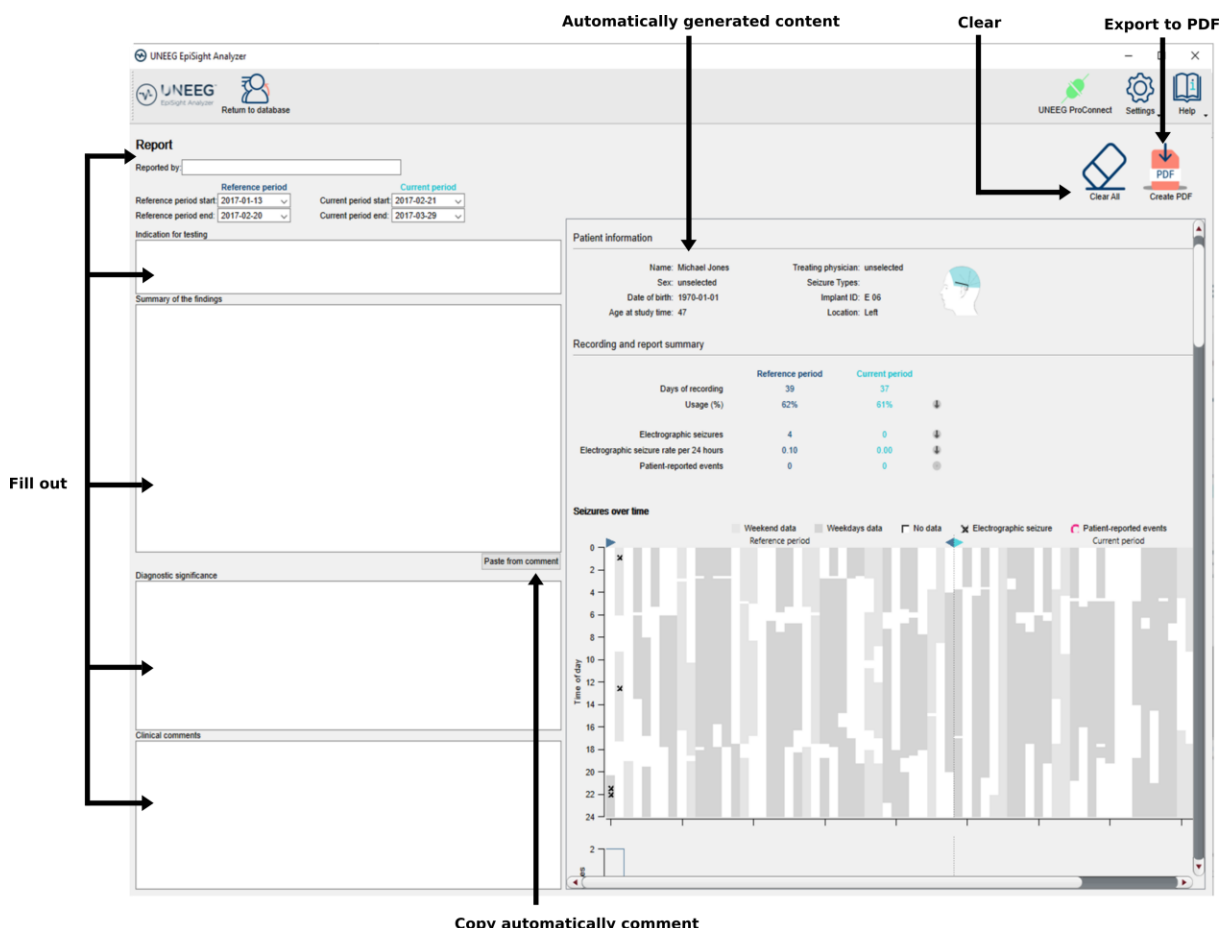 Automatically generated content
Clear
Export to PDF
UNEEG EpiSight Analyzer
UNEEG
EpiSight Analyzer
Return to database
UNEEG ProConnect
Settings
Help
Report
Reported by:
Reference period
Current period
Reference period start: 2017-01-13
Current period start: 2017-02-21
Reference period end: 2017-02-20
Current period end: 2017-03-29
Clear All
PDF
Create PDF
Indication for testing
Summary of the findings
Fill out
Paste from comment
Diagnostic significance
Clinical comments
Patient information
Name: Michael Jones
Treating physician: unselected
Sex: unselected
Seizure Types:
Date of birth: 1970-01-01
Implant ID: E 06
Age at study time: 47
Location: Left
Recording and report summary
Reference period Current period
Days of recording 39 37
Usage (%) 62% 61%
Electrographic seizures 4 0
Electrographic seizure rate per 24 hours 0.10 0.00
Patient-reported events 0 0
Seizures over time
Weekend data Weekdays data No data Electrographic seizure Patient-reported events
Reference period Current period
Time of day
0
2
4
6
8
10
12
14
16
18
20
22
24
2
Copy automatically comment